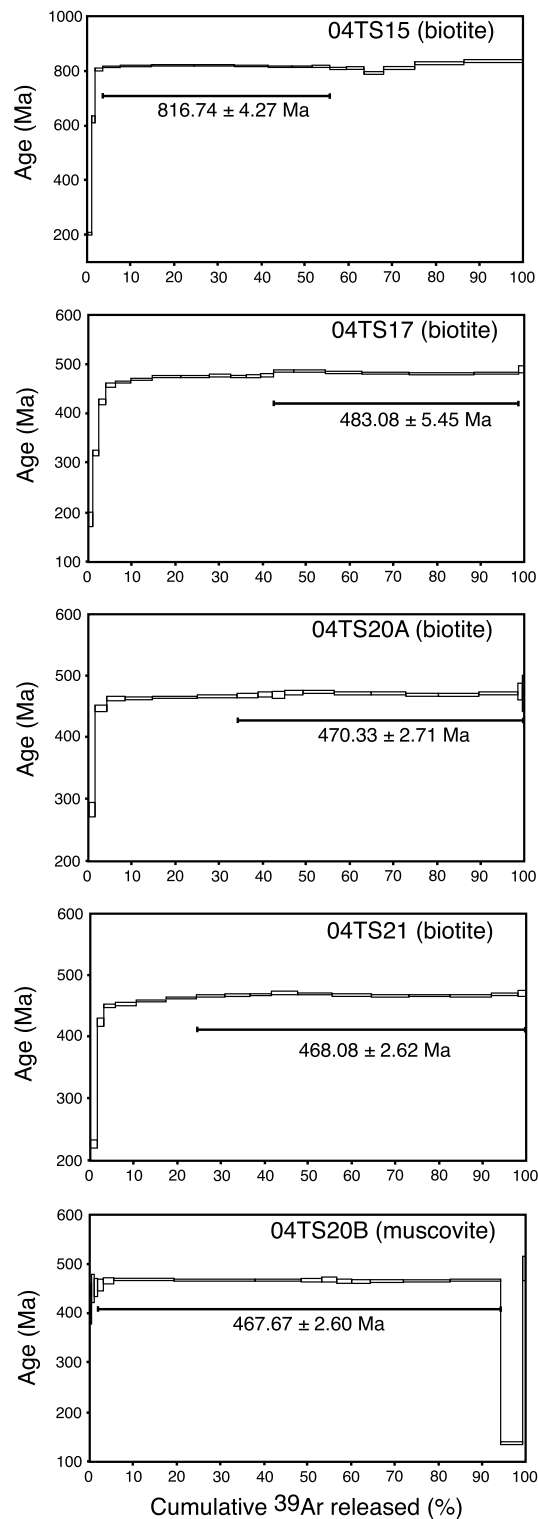 04TS15 (biotite)
1000
800
600
400
200
Age (Ma)
816.74 ± 4.27 Ma
0 10 20 30 40 50 60 70 80 90 100
04TS17 (biotite)
600
500
400
300
200
100
Age (Ma)
483.08 ± 5.45 Ma
0 10 20 30 40 50 60 70 80 90 100
04TS20A (biotite)
600
500
400
300
200
Age (Ma)
470.33 ± 2.71 Ma
0 10 20 30 40 50 60 70 80 90 100
04TS21 (biotite)
600
500
400
300
200
Age (Ma)
468.08 ± 2.62 Ma
0 10 20 30 40 50 60 70 80 90 100
04TS20B (muscovite)
600
500
400
300
200
100
Age (Ma)
467.67 ± 2.60 Ma
0 10 20 30 40 50 60 70 80 90 100
Cumulative 39Ar released (%)